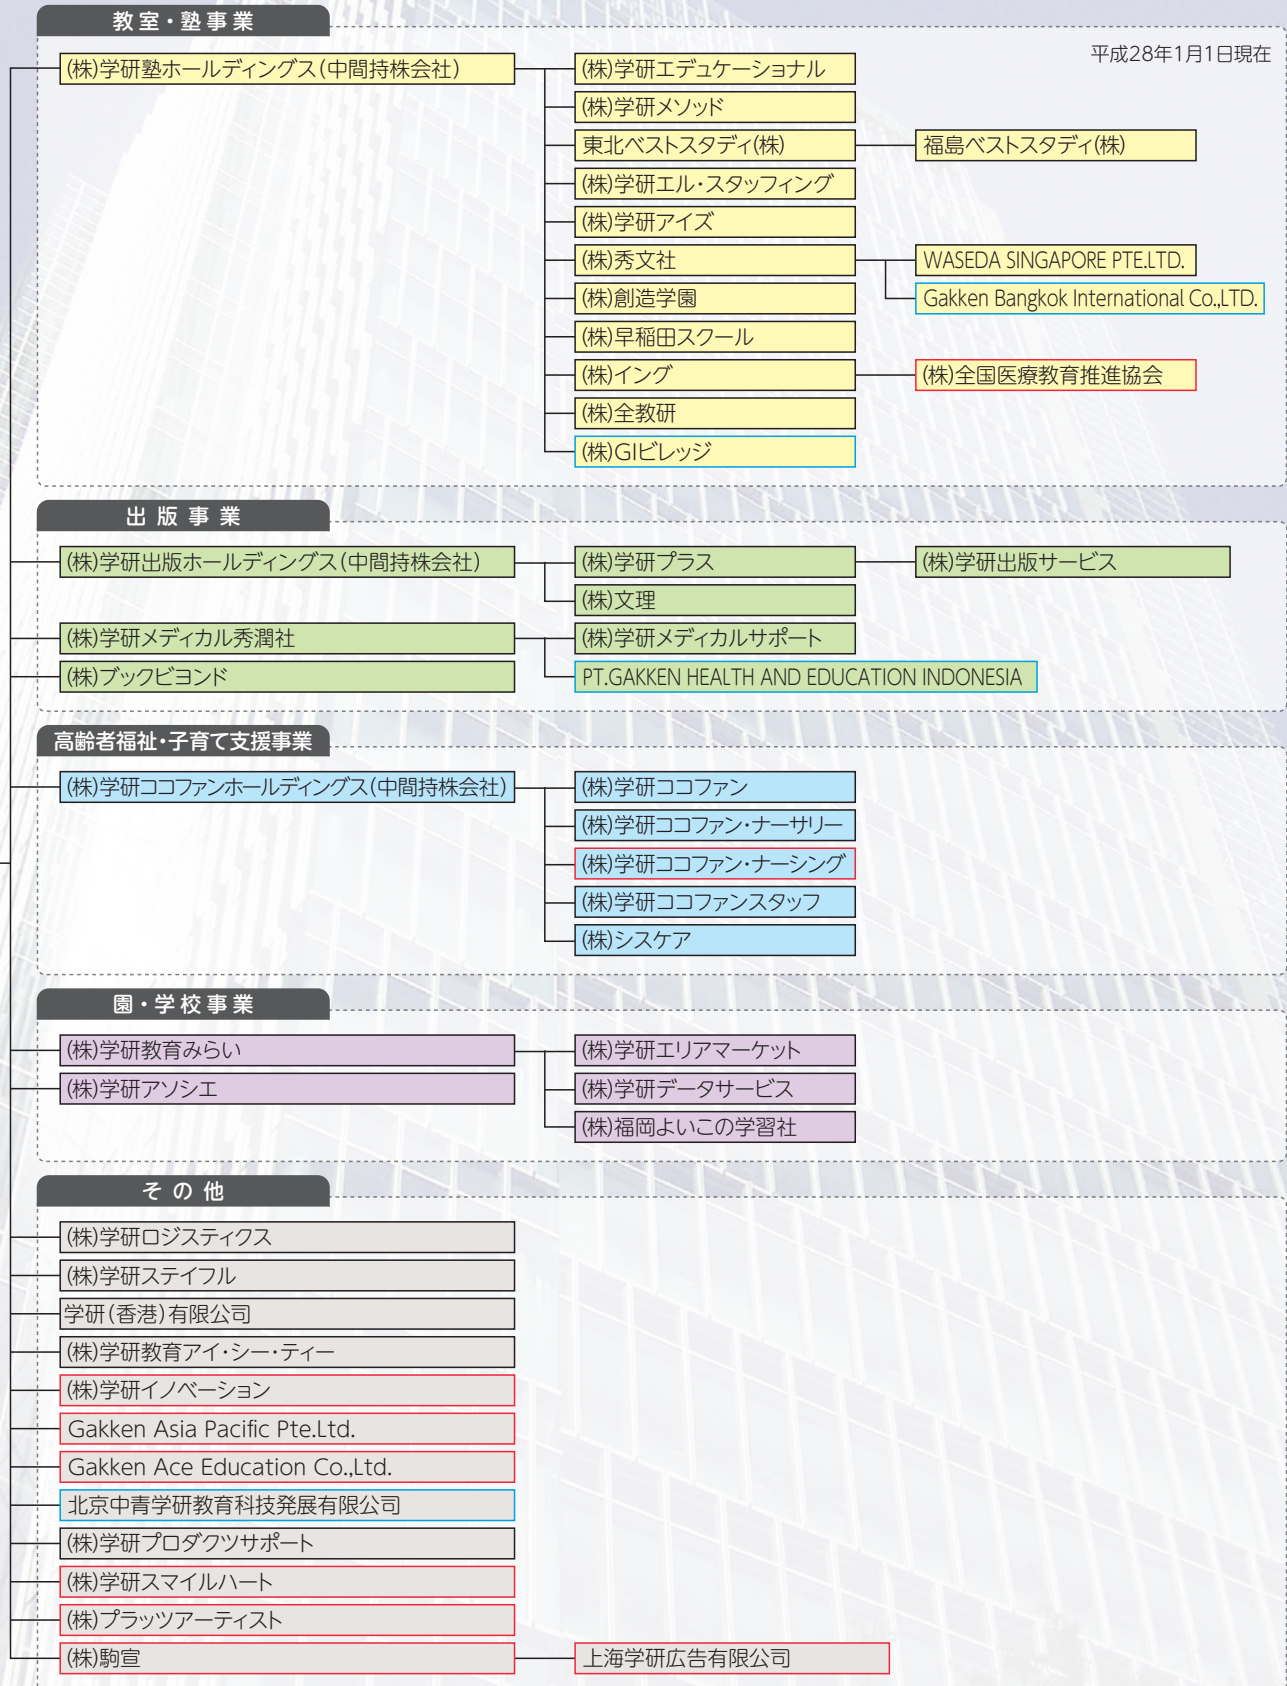 教室・塾事業
平成28年1月1日現在
(株)学研塾ホールディングス(中間持株会社)
(株)学研エデュケーショナル
(株)学研メソッド
東北ベストスタディ(株)
福島ベストスタディ(株)
(株)学研エル・スタッフィング
(株)学研アイズ
(株)秀文社
WASEDA SINGAPORE PTE.LTD.
Gakken Bangkok International Co.,LTD.
(株)創造学園
(株)早稲田スクール
(株)イング
(株)全国医療教育推進協会
(株)全教研
(株)GIビレッジ
出版事業
(株)学研出版ホールディングス(中間持株会社)
(株)学研プラス
(株)学研出版サービス
(株)文理
(株)学研メディカル秀潤社
(株)学研メディカルサポート
(株)ブックビヨンド
PT.GAKKEN HEALTH AND EDUCATION INDONESIA
高齢者福祉・子育て支援事業
(株)学研ココファンホールディングス(中間持株会社)
(株)学研ココファン
(株)学研ココファン・ナーサリー
(株)学研ココファン・ナーシング
(株)学研ココファンスタッフ
(株)シスケア
園・学校事業
(株)学研教育みらい
(株)学研エリアマーケット
(株)学研アソシエ
(株)学研データサービス
(株)福岡よいこの学習社
その他
(株)学研ロジスティクス
(株)学研ステイフル
学研(香港)有限公司
(株)学研教育アイ・シー・ティー
(株)学研イノベーション
Gakken Asia Pacific Pte.Ltd.
Gakken Ace Education Co.,Ltd.
北京中青学研教育科技発展有限公司
(株)学研プロダクツサポート
(株)学研スマイルハート
(株)プラッツアーティスト
(株)駒宣
上海学研広告有限公司